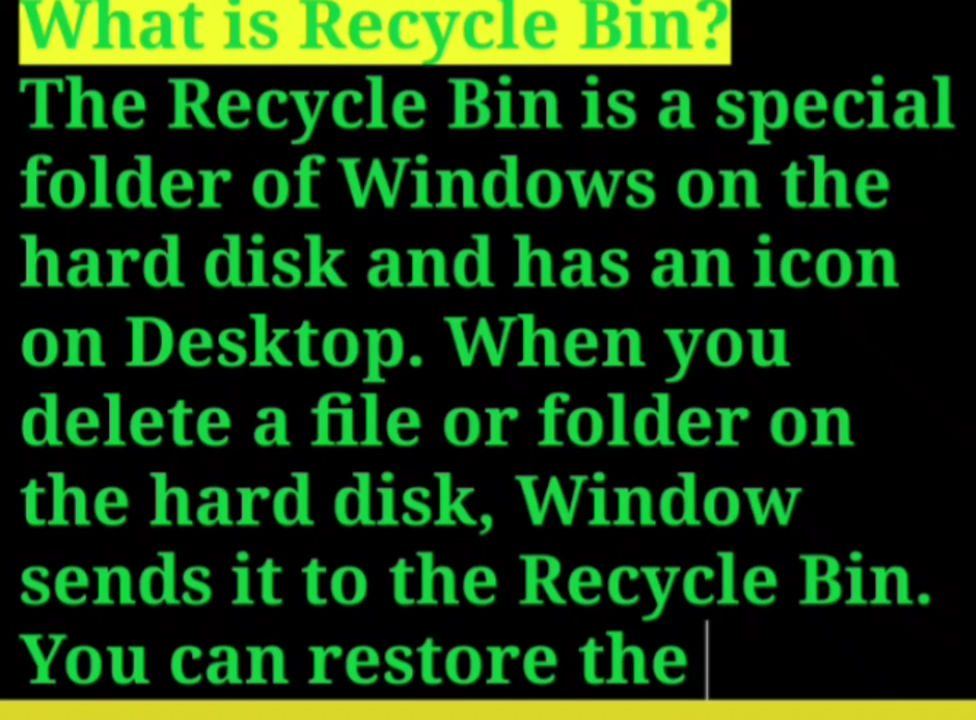 What is Recycle Bin?
The Recycle Bin is a special
folder of Windows on the
hard disk and has an icon
on Desktop. When you
delete a file or folder on
the hard disk, Window
sends it to the Recycle Bin.
You can restore the